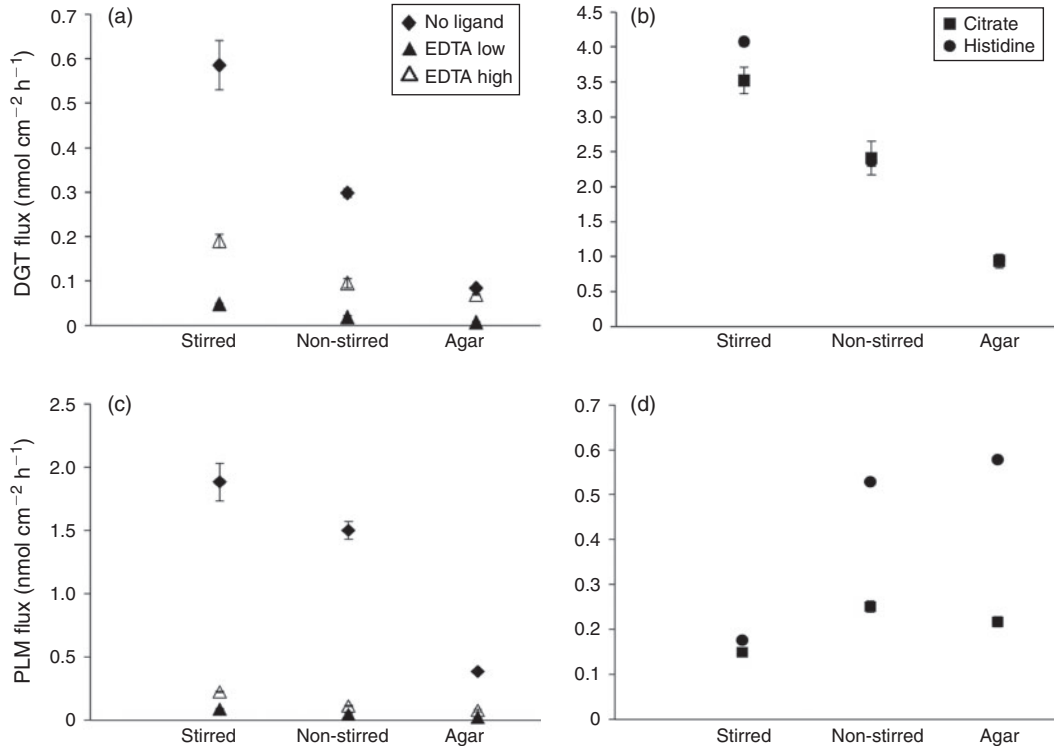 (a)
No ligand
EDTA low
EDTA high
DGT flux (nmol cm−2 h−1)
0.7
0.6
0.5
0.4
0.3
0.2
0.1
0
Stirred Non-stirred Agar
(b)
Citrate
Histidine
4.5
4.0
3.5
3.0
2.5
2.0
1.5
1.0
0.5
0
Stirred Non-stirred Agar
(c)
PLM flux (nmol cm−2 h−1)
2.5
2.0
1.5
1.0
0.5
0
Stirred Non-stirred Agar
(d)
0.7
0.6
0.5
0.4
0.3
0.2
0.1
0
Stirred Non-stirred Agar